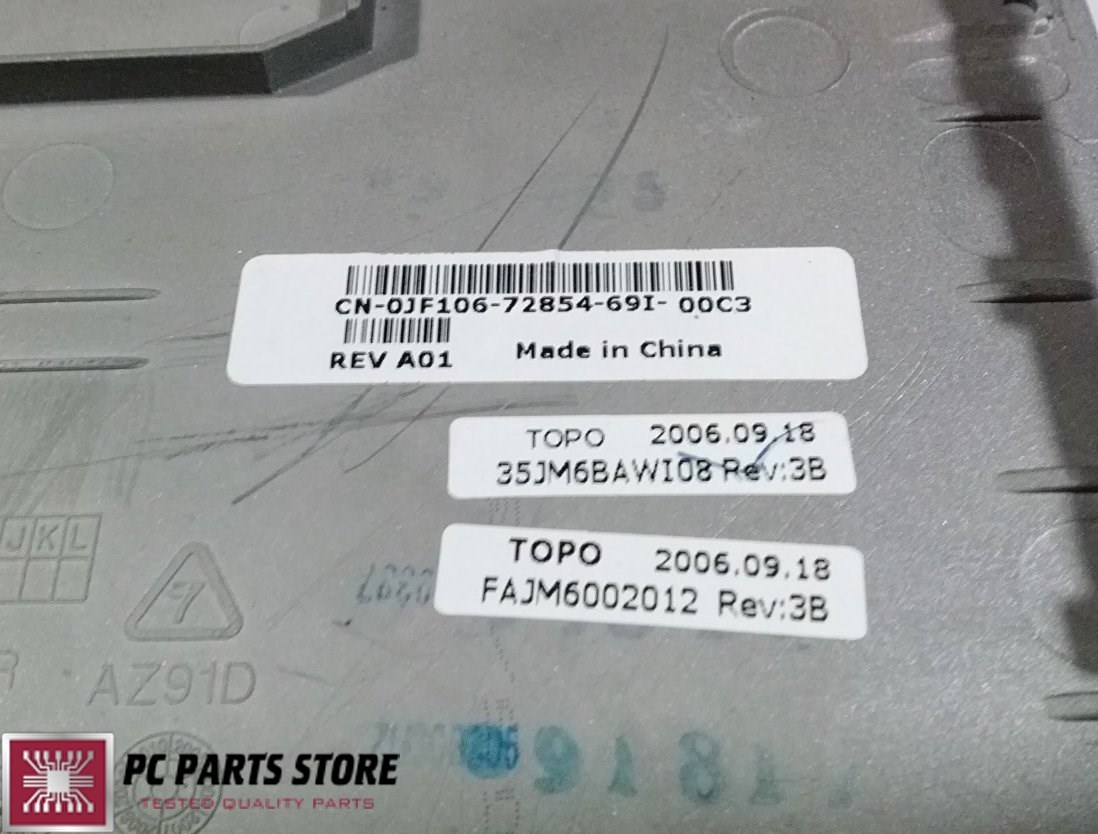 CN-0JF106-72854-69I- 00C3
REV A01 Made in China
TOPO 2006.09.18
35JM6BAWI08 Rev:3B
TOPO 2006.09.18
FAJM6002012 Rev:3B
J K L
7
AZ91D
PC PARTS STORE
TESTED QUALITY PARTS